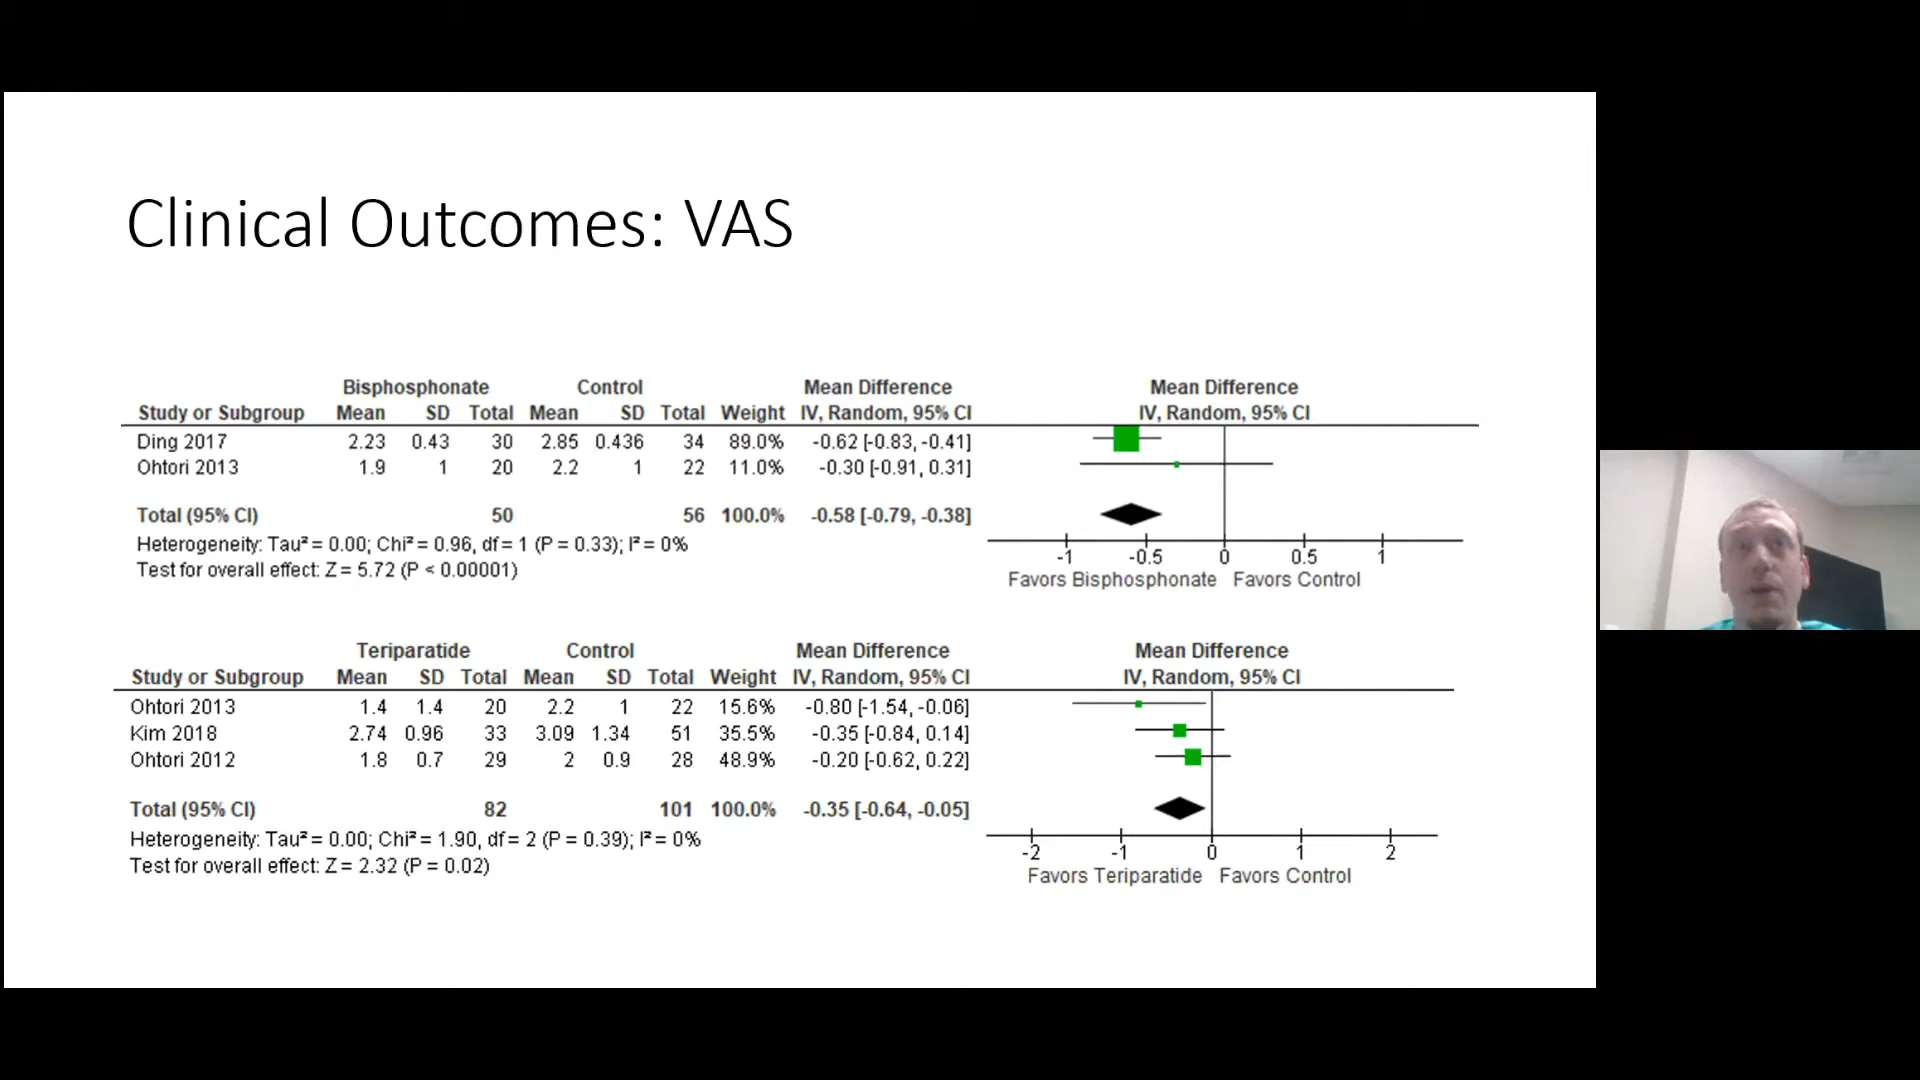 Clinical Outcomes: VAS
Bisphosphonate Control Mean Difference Mean Difference
Study or Subgroup Mean SD Total Mean SD Total Weight IV, Random, 95% CI IV, Random, 95% CI
Ding 2017 2.23 0.43 30 2.85 0.436 34 89.0% -0.62 [-0.83, -0.41]
Ohtori 2013 1.9 1 20 2.2 1 22 11.0% -0.30 [-0.91, 0.31]
Total (95% CI) 50 56 100.0% -0.58 [-0.79, -0.38]
Heterogeneity: Tau² = 0.00; Chi² = 0.96, df = 1 (P = 0.33); I² = 0%
Test for overall effect: Z = 5.72 (P < 0.00001)
-1 -0.5 0 0.5 1
Favors Bisphosphonate Favors Control
Teriparatide Control Mean Difference Mean Difference
Study or Subgroup Mean SD Total Mean SD Total Weight IV, Random, 95% CI IV, Random, 95% CI
Ohtori 2013 1.4 1.4 20 2.2 1 22 15.6% -0.80 [-1.54, -0.06]
Kim 2018 2.74 0.96 33 3.09 1.34 51 35.5% -0.35 [-0.84, 0.14]
Ohtori 2012 1.8 0.7 29 2 0.9 28 48.9% -0.20 [-0.62, 0.22]
Total (95% CI) 82 101 100.0% -0.35 [-0.64, -0.05]
Heterogeneity: Tau² = 0.00; Chi² = 1.90, df = 2 (P = 0.39); I² = 0%
Test for overall effect: Z = 2.32 (P = 0.02)
-2 -1 0 1 2
Favors Teriparatide Favors Control